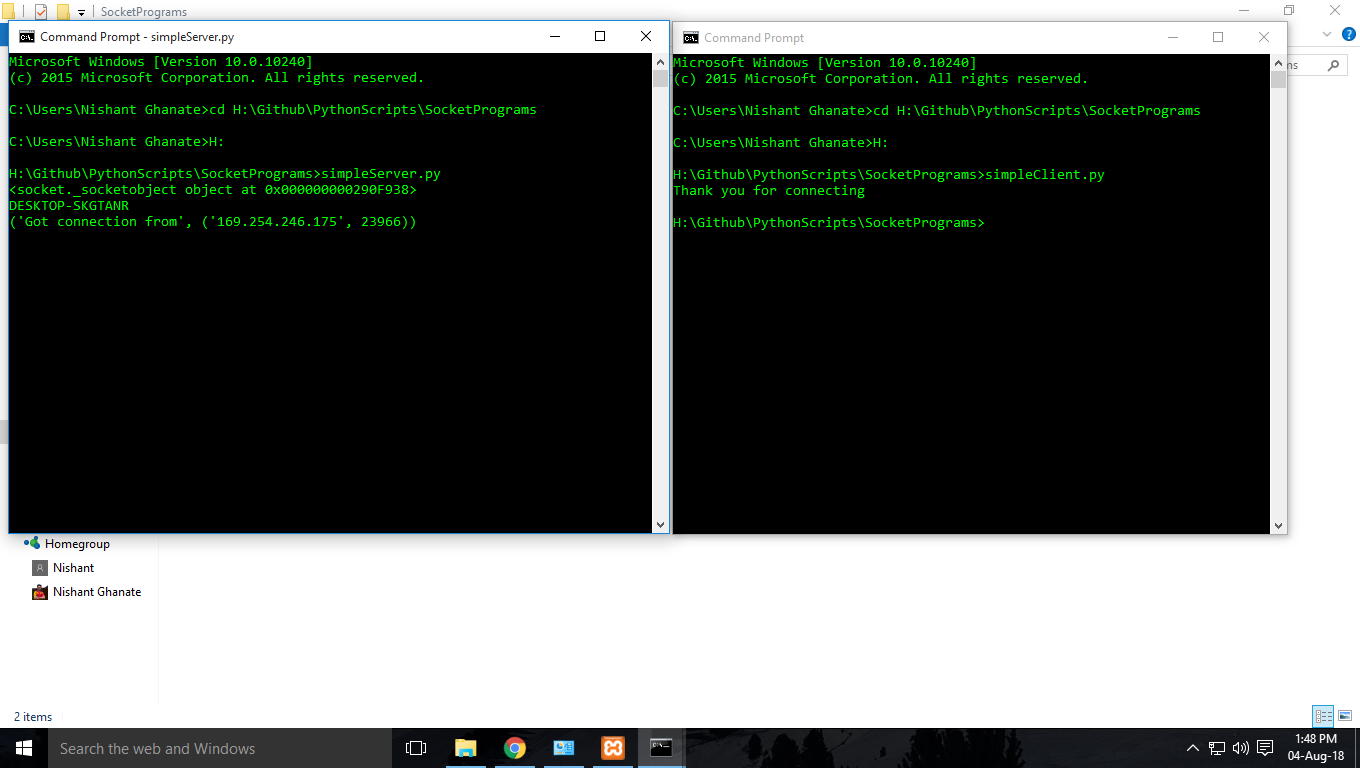 SocketPrograms
Command Prompt - simpleServer.py
Microsoft Windows [Version 10.0.10240]
(c) 2015 Microsoft Corporation. All rights reserved.
C:\Users\Nishant Ghanate>cd H:\Github\PythonScripts\SocketPrograms
C:\Users\Nishant Ghanate>H:
H:\Github\PythonScripts\SocketPrograms>simpleServer.py
<socket._socketobject object at 0x000000000290F938>
DESKTOP-SKGTANR
('Got connection from', ('169.254.246.175', 23966))
Command Prompt
Microsoft Windows [Version 10.0.10240]
(c) 2015 Microsoft Corporation. All rights reserved.
C:\Users\Nishant Ghanate>cd H:\Github\PythonScripts\SocketPrograms
C:\Users\Nishant Ghanate>H:
H:\Github\PythonScripts\SocketPrograms>simpleClient.py
Thank you for connecting
H:\Github\PythonScripts\SocketPrograms>
ns
Homegroup
Nishant
Nishant Ghanate
2 items
Search the web and Windows
1:48 PM
04-Aug-18